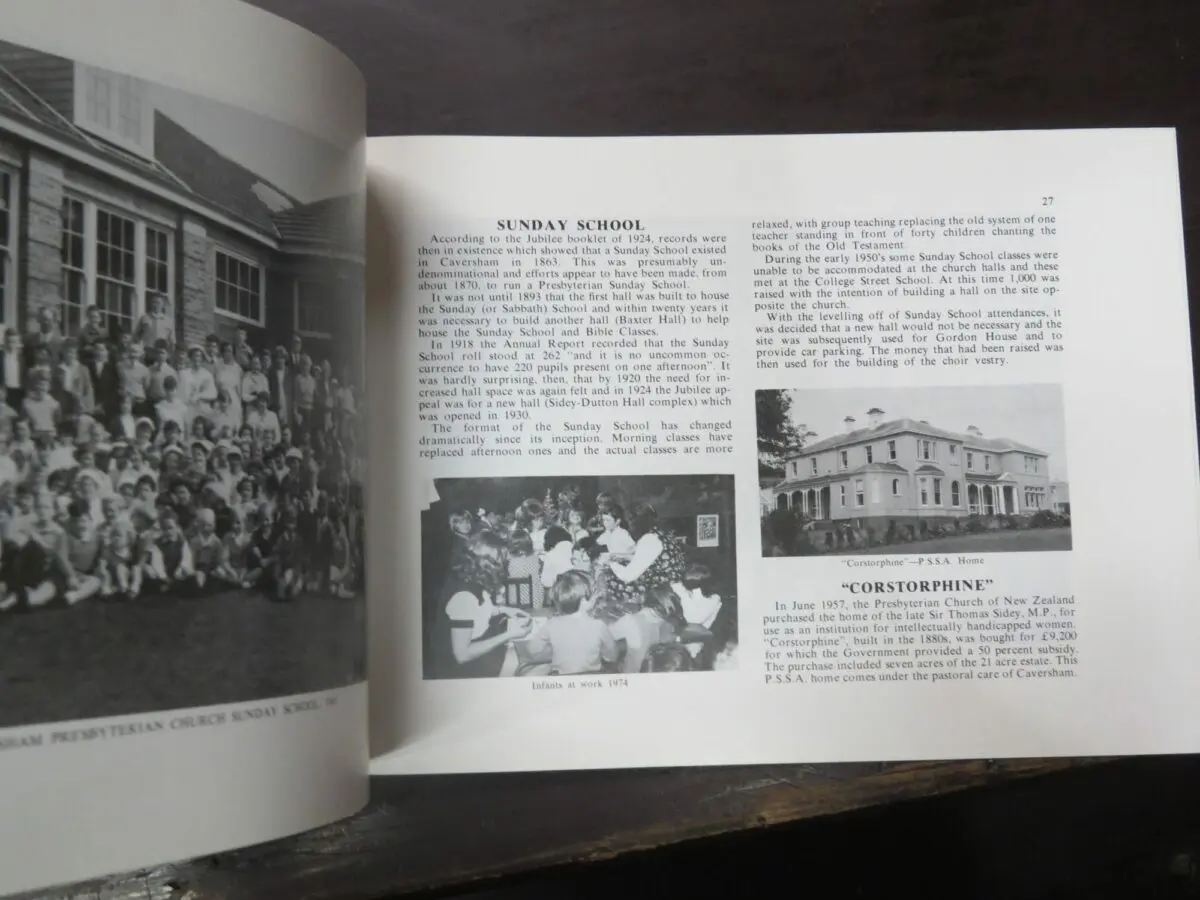 SHAM PRESBYTERIAN CHURCH SUNDAY SCHOOL,
27
SUNDAY SCHOOL
According to the Jubilee booklet of 1924, records were
then in existence which showed that a Sunday School existed
in Caversham in 1863. This was presumably un-
denominational and efforts appear to have been made, from
about 1870, to run a Presbyterian Sunday School.
It was not until 1893 that the first hall was built to house
the Sunday (or Sabbath) School and within twenty years it
was necessary to build another hall (Baxter Hall) to help
house the Sunday School and Bible Classes.
In 1918 the Annual Report recorded that the Sunday
School roll stood at 262 "and it is no uncommon oc-
currence to have 220 pupils present on one afternoon". It
was hardly surprising, then, that by 1920 the need for in-
creased hall space was again felt and in 1924 the Jubilee ap-
peal was for a new hall (Sidey-Dutton Hall complex) which
was opened in 1930.
The format of the Sunday School has changed
dramatically since its inception. Morning classes have
replaced afternoon ones and the actual classes are more
Infants at work 1974
relaxed, with group teaching replacing the old system of one
teacher standing in front of forty children chanting the
books of the Old Testament
During the early 1950's some Sunday School classes were
unable to be accommodated at the church halls and these
met at the College Street School. At this time 1,000 was
raised with the intention of building a hall on the site op-
posite the church.
With the levelling off of Sunday School attendances, it
was decided that a new hall would not be necessary and the
site was subsequently used for Gordon House and to
provide car parking. The money that had been raised was
then used for the building of the choir vestry.
"Corstorphine"—P.S.S.A. Home
"CORSTORPHINE"
In June 1957, the Presbyterian Church of New Zealand
purchased the home of the late Sir Thomas Sidey, M.P., for
use as an institution for intellectually handicapped women.
"Corstorphine", built in the 1880s, was bought for £9,200
for which the Government provided a 50 percent subsidy.
The purchase included seven acres of the 21 acre estate. This
P.S.S.A. home comes under the pastoral care of Caversham.